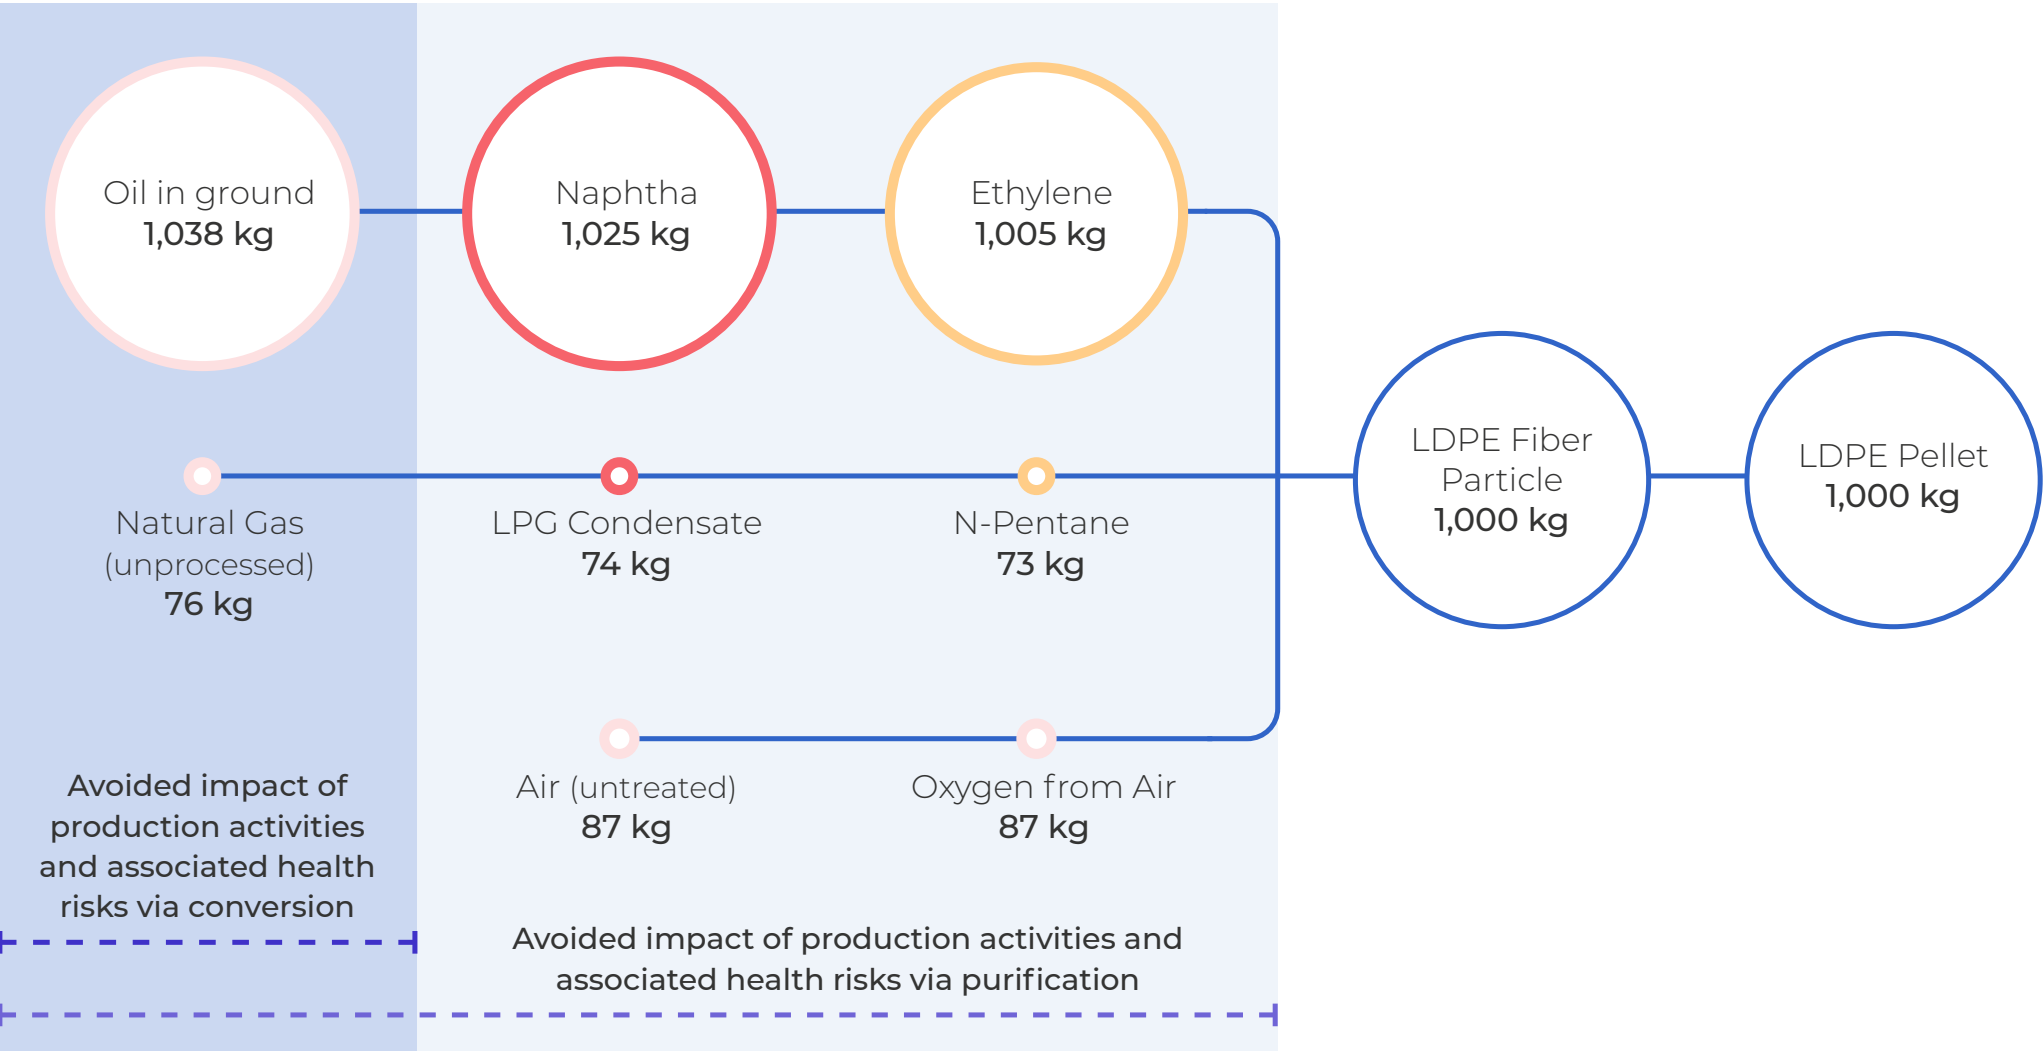 Oil in ground
1,038 kg
Naphtha
1,025 kg
Ethylene
1,005 kg
Natural Gas
(unprocessed)
76 kg
LPG Condensate
74 kg
N-Pentane
73 kg
LDPE Fiber
Particle
1,000 kg
LDPE Pellet
1,000 kg
Air (untreated)
87 kg
Oxygen from Air
87 kg
Avoided impact of
production activities
and associated health
risks via conversion
Avoided impact of production activities and
associated health risks via purification